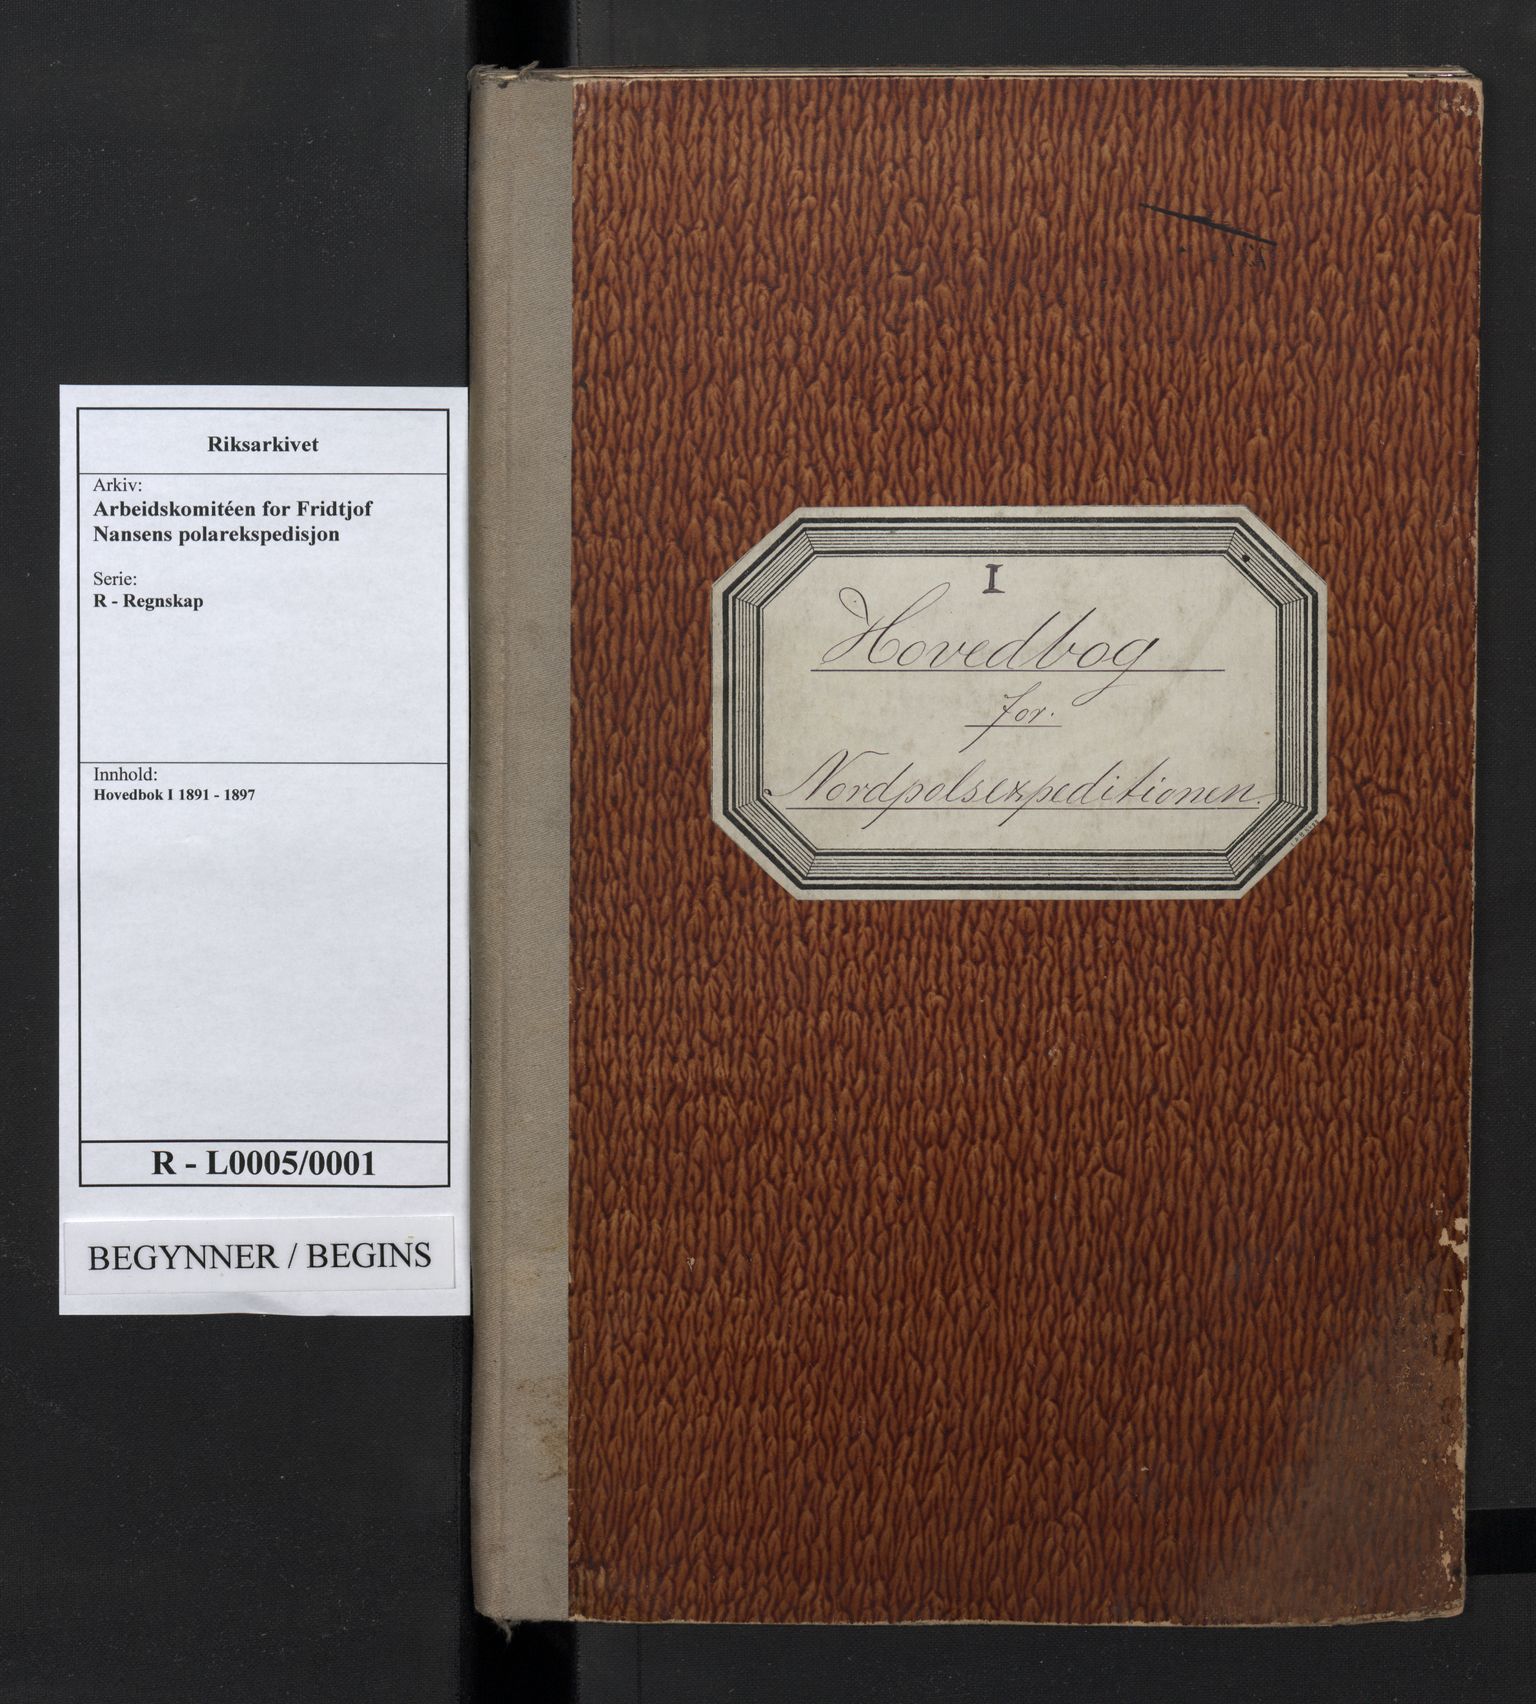 Riksarkivet
Arkiv:
Arbeidskomitéen for Fridtjof
Nansens polarekspedisjon
Serie:
R - Regnskap
Innhold:
Hovedbok I 1891 - 1897
R - L0005/0001
BEGYNNER / BEGINS
I
Hovedbog
for.
Nordpolsexpeditionen.